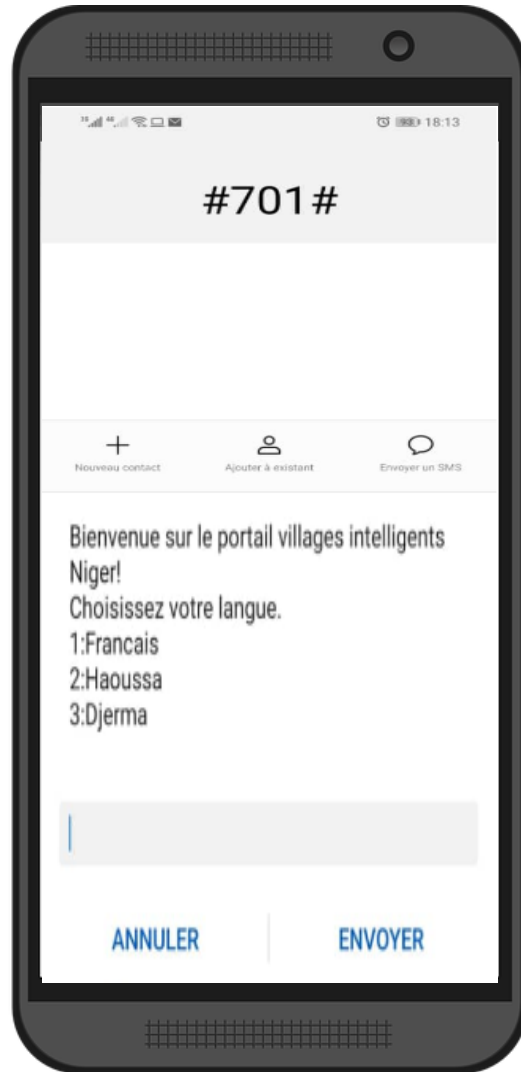 18:13
#701#
Nouveau contact
Ajouter à existant
Envoyer un SMS
Bienvenue sur le portail villages intelligents
Niger!
Choisissez votre langue.
1:Francais
2:Haoussa
3:Djerma
ANNULER
ENVOYER